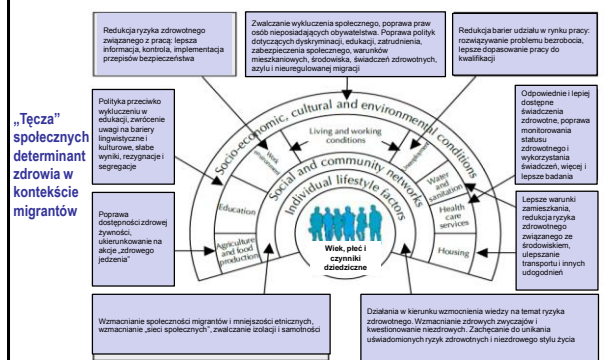 „Tęcza”
społecznych
determinant
zdrowia w
kontekście
migrantów
Redukcja ryzyka zdrowotnego
związanego z pracą: lepsza
informacja, kontrola, implementacja
przepisów bezpieczeństwa
Zwalczanie wykluczenia społecznego, poprawa praw
osób nieposiadających obywatelstwa. Poprawa polityk
dotyczących dyskryminacji, edukacji, zatrudnienia,
zabezpieczenia społecznego, warunków
mieszkaniowych, środowiska, świadczeń zdrowotnych,
azylu i nieuregulowanej migracji
Redukcja barier udziału w rynku pracy:
rozwiązywanie problemu bezrobocia,
lepsze dopasowanie pracy do
kwalifikacji
Polityka przeciwko
wykluczeniu w
edukacji, zwrócenie
uwagi na bariery
lingwistyczne i
kulturowe, słabe
wyniki, rezygnacje i
segregacje
Odpowiednie i lepiej
dostępne
świadczenia
zdrowotne, poprawa
monitorowania
statusu
zdrowotnego i
wykorzystania
świadczeń, więcej i
lepsze badania
Poprawa
dostępności zdrowej
żywności,
ukierunkowanie na
akcje „zdrowego
jedzenia”
Lepsze warunki
zamieszkania,
redukcja ryzyka
zdrowotnego
związanego ze
środowiskiem,
ulepszanie
transportu i innych
udogodnień
Socio-economic, cultural and environmental conditions
Living and working
conditions
Work
environment
Unemployment
Social and community networks
Individual lifestyle factors
Education
Agriculture
and food
production
Water
and
sanitation
Health
care
services
Housing
Wiek, płeć i
czynniki
dziedziczne
Wzmacnianie społeczności migrantów i mniejszości etnicznych,
wzmacnianie „sieci społecznych”, zwalczanie izolacji i samotności
Działania w kierunku wzmocnienia wiedzy na temat ryzyka
zdrowotnego. Wzmacnianie zdrowych zwyczajów i
kwestionowanie niezdrowych. Zachęcanie do unikania
uświadomionych ryzyk zdrowotnych i niezdrowego stylu życia